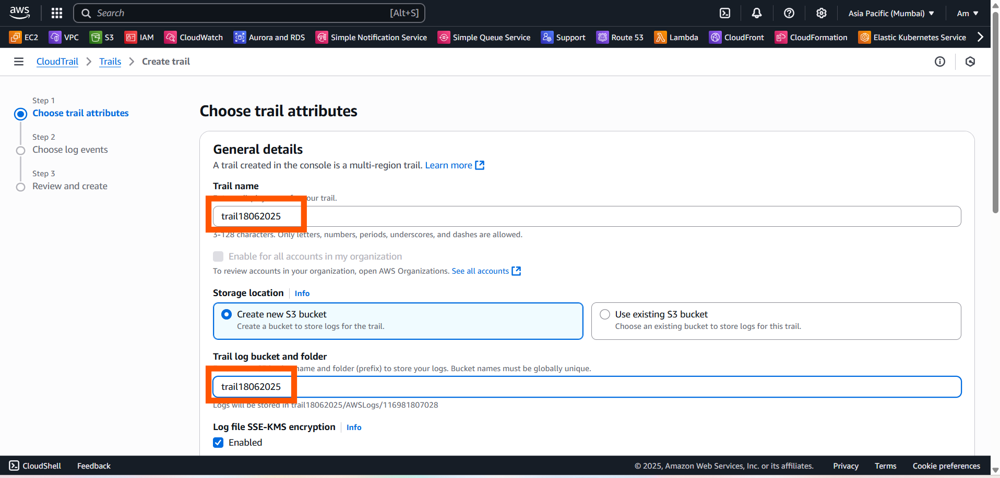 aws
Search [Alt+S]
Asia Pacific (Mumbai) Am
EC2 VPC S3 IAM CloudWatch Aurora and RDS Simple Notification Service Simple Queue Service Support Route 53 Lambda CloudFront CloudFormation Elastic Kubernetes Service
CloudTrail Trails Create trail
Step 1
Choose trail attributes
Step 2
Choose log events
Step 3
Review and create
Choose trail attributes
General details
A trail created in the console is a multi-region trail. Learn more
Trail name
our trail.
trail18062025
3-128 characters. Only letters, numbers, periods, underscores, and dashes are allowed.
Enable for all accounts in my organization
To review accounts in your organization, open AWS Organizations. See all accounts
Storage location Info
Create new S3 bucket
Create a bucket to store logs for the trail.
Use existing S3 bucket
Choose an existing bucket to store logs for this trail.
Trail log bucket and folder
name and folder (prefix) to store your logs. Bucket names must be globally unique.
trail18062025
Logs will be stored in trail18062025/AWSLogs/116981807028
Log file SSE-KMS encryption Info
Enabled
CloudShell Feedback © 2025, Amazon Web Services, Inc. or its affiliates. Privacy Terms Cookie preferences